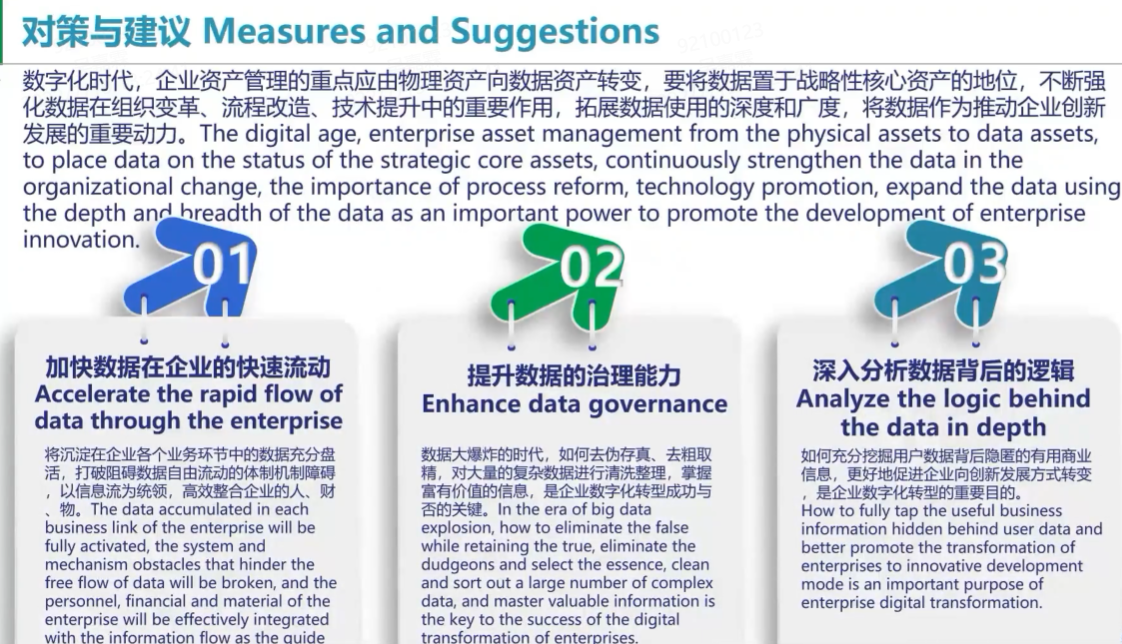 对策与建议 Measures and Suggestions
92100123
数字化时代，企业资产管理的重点应由物理资产向数据资产转变，要将数据置于战略性核心资产的地位，不断强
化数据在组织变革、流程改造、技术提升中的重要作用，拓展数据使用的深度和广度，将数据作为推动企业创新
发展的重要动力。The digital age, enterprise asset management from the physical assets to data assets,
to place data on the status of the strategic core assets, continuously strengthen the data in the
organizational change, the importance of process reform, technology promotion, expand the data using
the depth and breadth of the data as an important power to promote the development of enterprise
innovation.
01
加快数据在企业的快速流动
Accelerate the rapid flow of
data through the enterprise
将沉淀在企业各个业务环节中的数据充分盘
活，打破阻碍数据自由流动的体制机制障碍
，以信息流为统领，高效整合企业的人、财
、物。The data accumulated in each
business link of the enterprise will be
fully activated, the system and
mechanism obstacles that hinder the
free flow of data will be broken, and the
personnel, financial and material of the
enterprise will be effectively integrated
with the information flow as the guide
02
提升数据的治理能力
Enhance data governance
数据大爆炸的时代，如何去伪存真、去粗取
精，对大量的复杂数据进行清洗整理，掌握
富有价值的信息，是企业数字化转型成功与
否的关键。In the era of big data
explosion, how to eliminate the false
while retaining the true, eliminate the
dudgeons and select the essence, clean
and sort out a large number of complex
data, and master valuable information is
the key to the success of the digital
transformation of enterprises.
03
深入分析数据背后的逻辑
Analyze the logic behind
the data in depth
如何充分挖掘用户数据背后隐匿的有用商业
信息，更好地促进企业向创新发展方式转变
，是企业数字化转型的重要目的。
How to fully tap the useful business
information hidden behind user data and
better promote the transformation of
enterprises to innovative development
mode is an important purpose of
enterprise digital transformation.